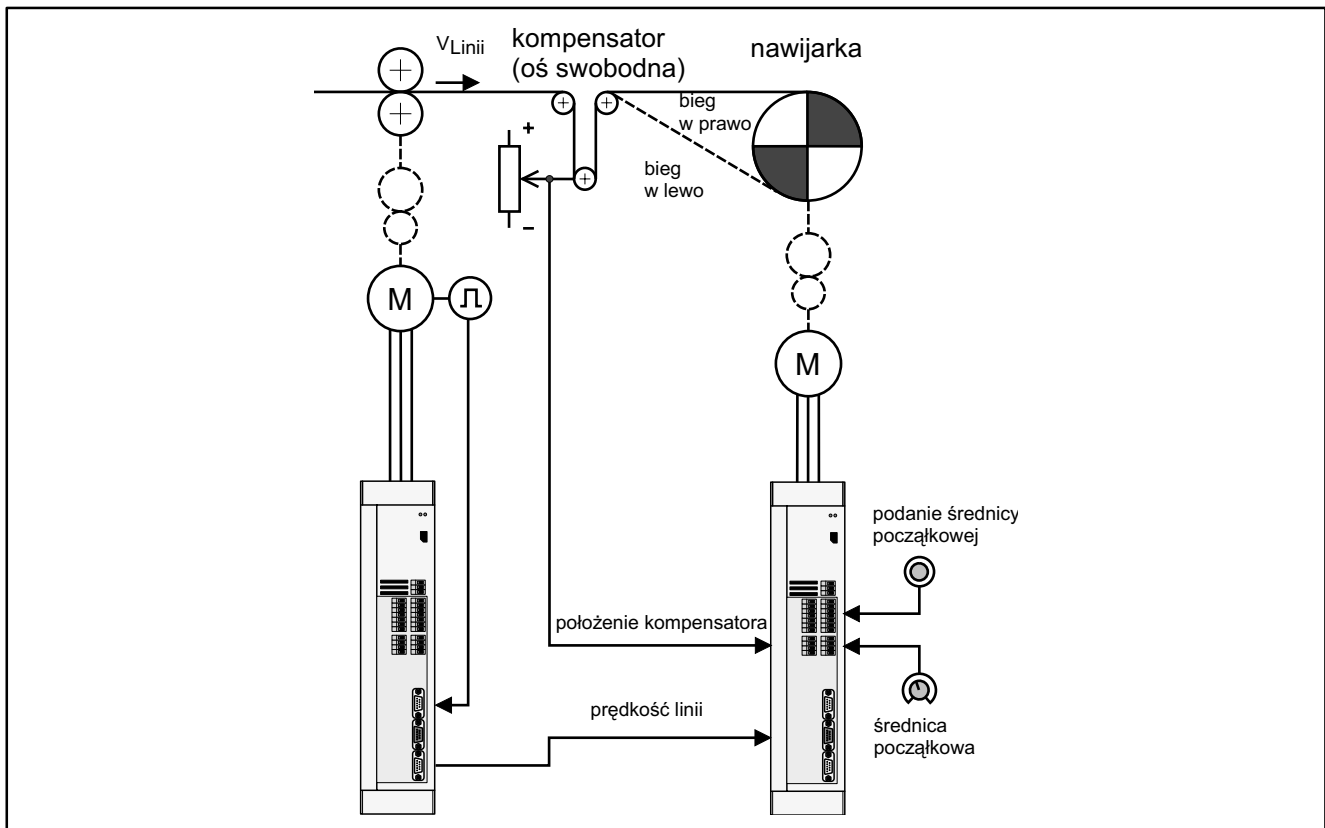 VLinii
kompensator
(oś swobodna)
nawijarka
+
−
bieg
w prawo
bieg
w lewo
M
M
podanie średnicy
początkowej
położenie kompensatora
prędkość linii
średnica
początkowa